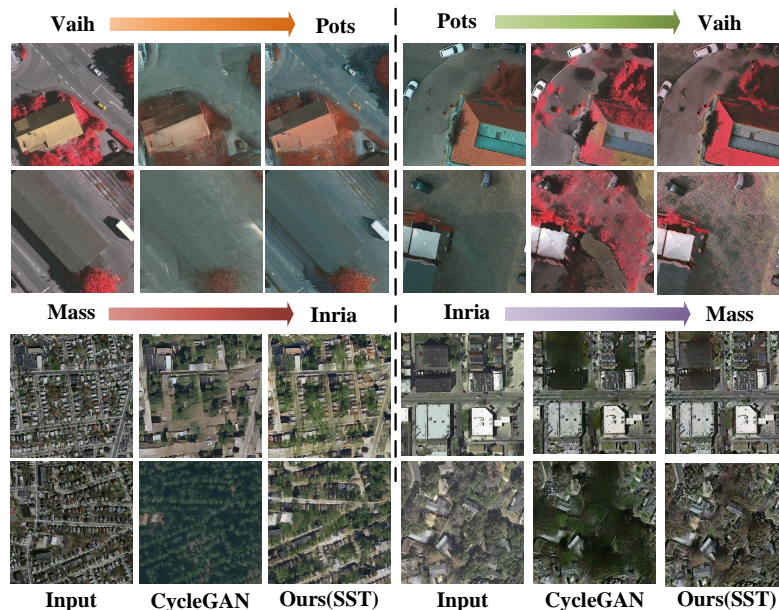 Vaih Pots Pots Vaih
Mass Inria Inria Mass
Input CycleGAN Ours(SST) Input CycleGAN Ours(SST)